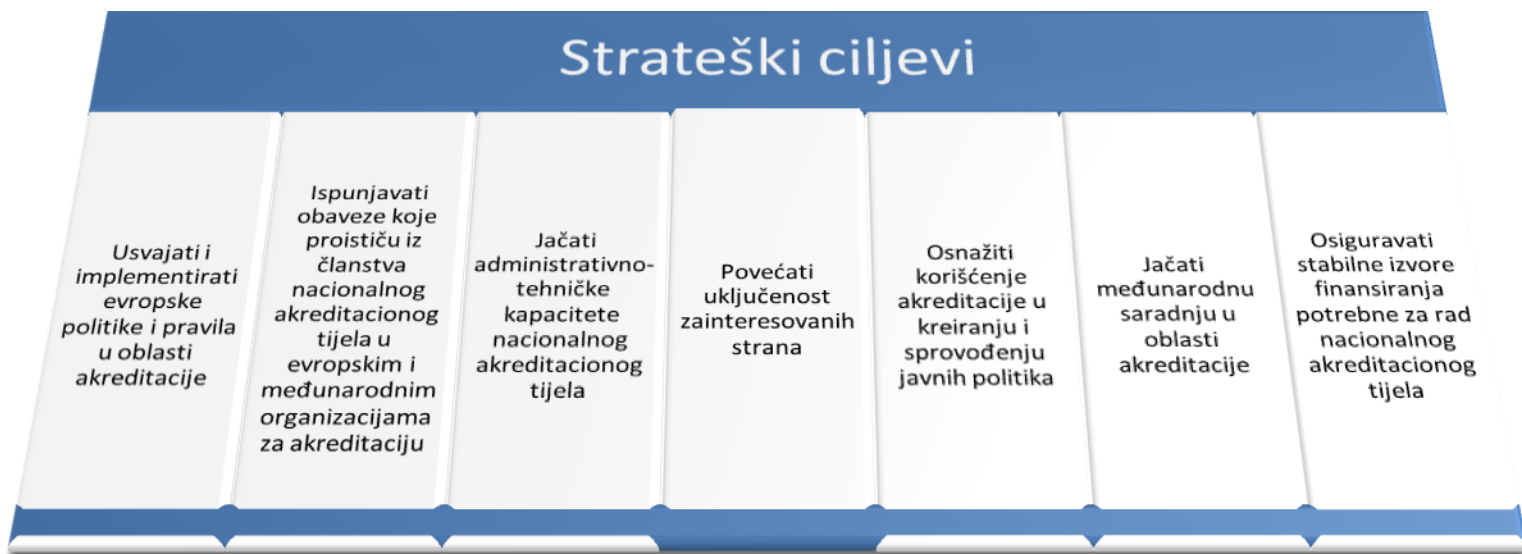 Strateški ciljevi
Usvajati i
implementirati
evropske
politike i pravila
u oblasti
akreditacije
Ispunjavati
obaveze koje
proističu iz
članstva
nacionalnog
akreditacionog
tijela u
evropskim i
međunarodnim
organizacijama
za akreditaciju
Jačati
administrativno-
tehničke
kapacitete
nacionalnog
akreditacionog
tijela
Povećati
uključenost
zainteresovanih
strana
Osnažiti
korišćenje
akreditacije u
kreiranju i
sprovođenju
javnih politika
Jačati
međunarodnu
saradnju u
oblasti
akreditacije
Osiguravati
stabilne izvore
finansiranja
potrebne za rad
nacionalnog
akreditacionog
tijela